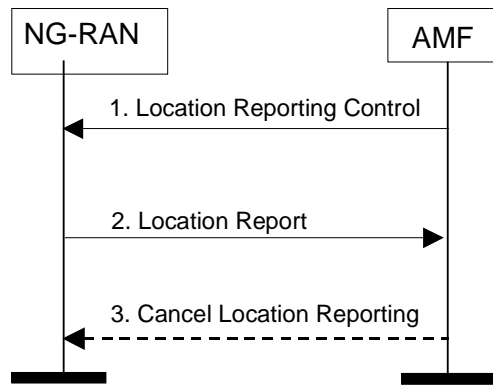 NG-RAN
AMF
1. Location Reporting Control
2. Location Report
3. Cancel Location Reporting